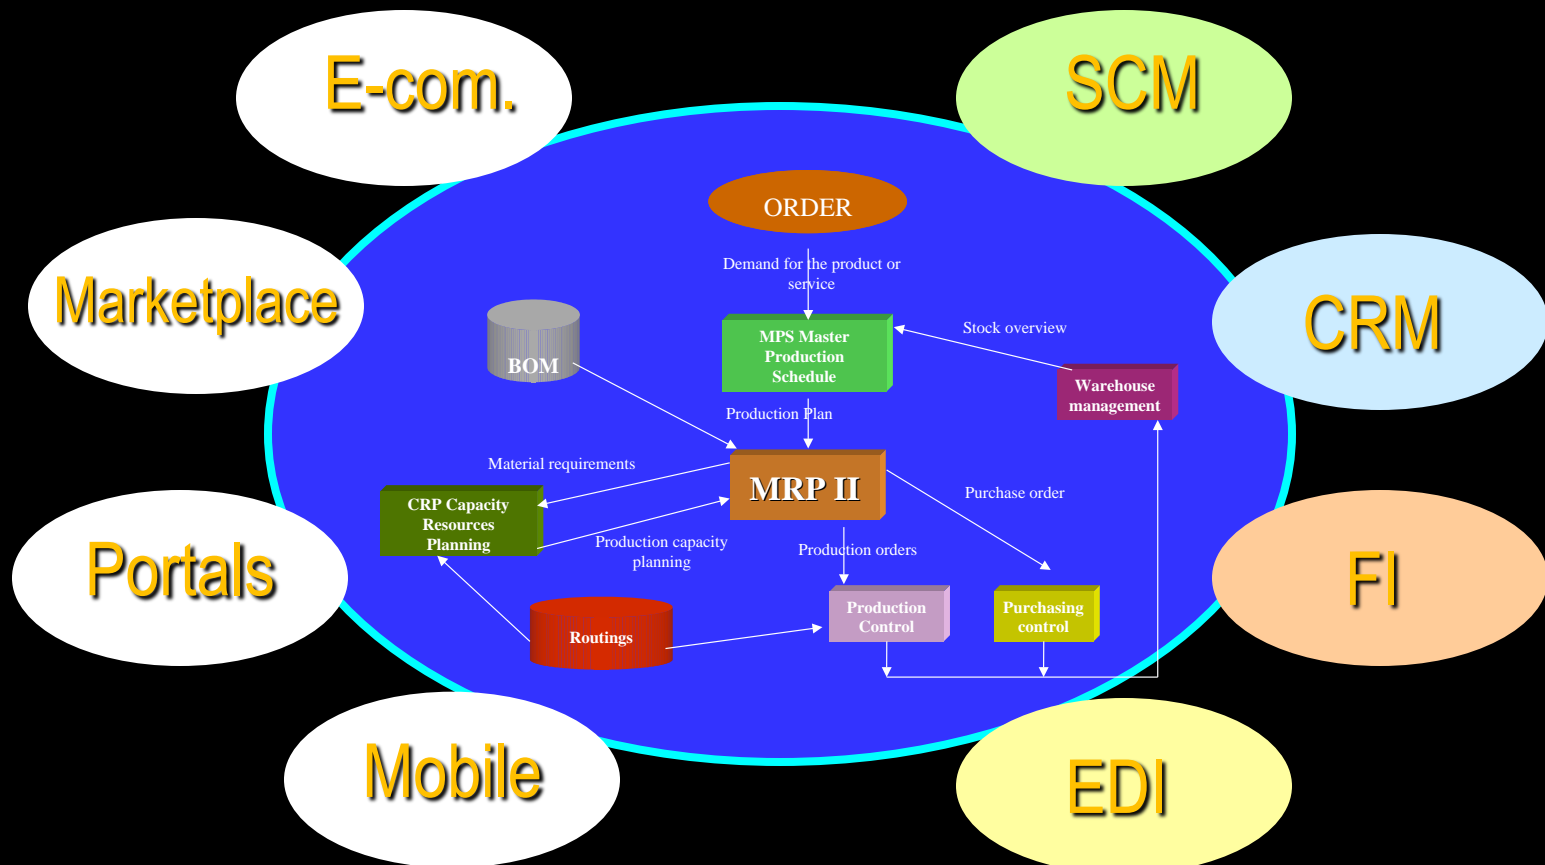 E-com.
SCM
ORDER
Demand for the product or
service
Marketplace
CRM
BOM
MPS Master
Production
Schedule
Stock overview
Warehouse
management
Production Plan
Material requirements
MRP II
Purchase order
CRP Capacity
Resources
Planning
Production capacity
planning
Production orders
Portals
FI
Routings
Production
Control
Purchasing
control
Mobile
EDI